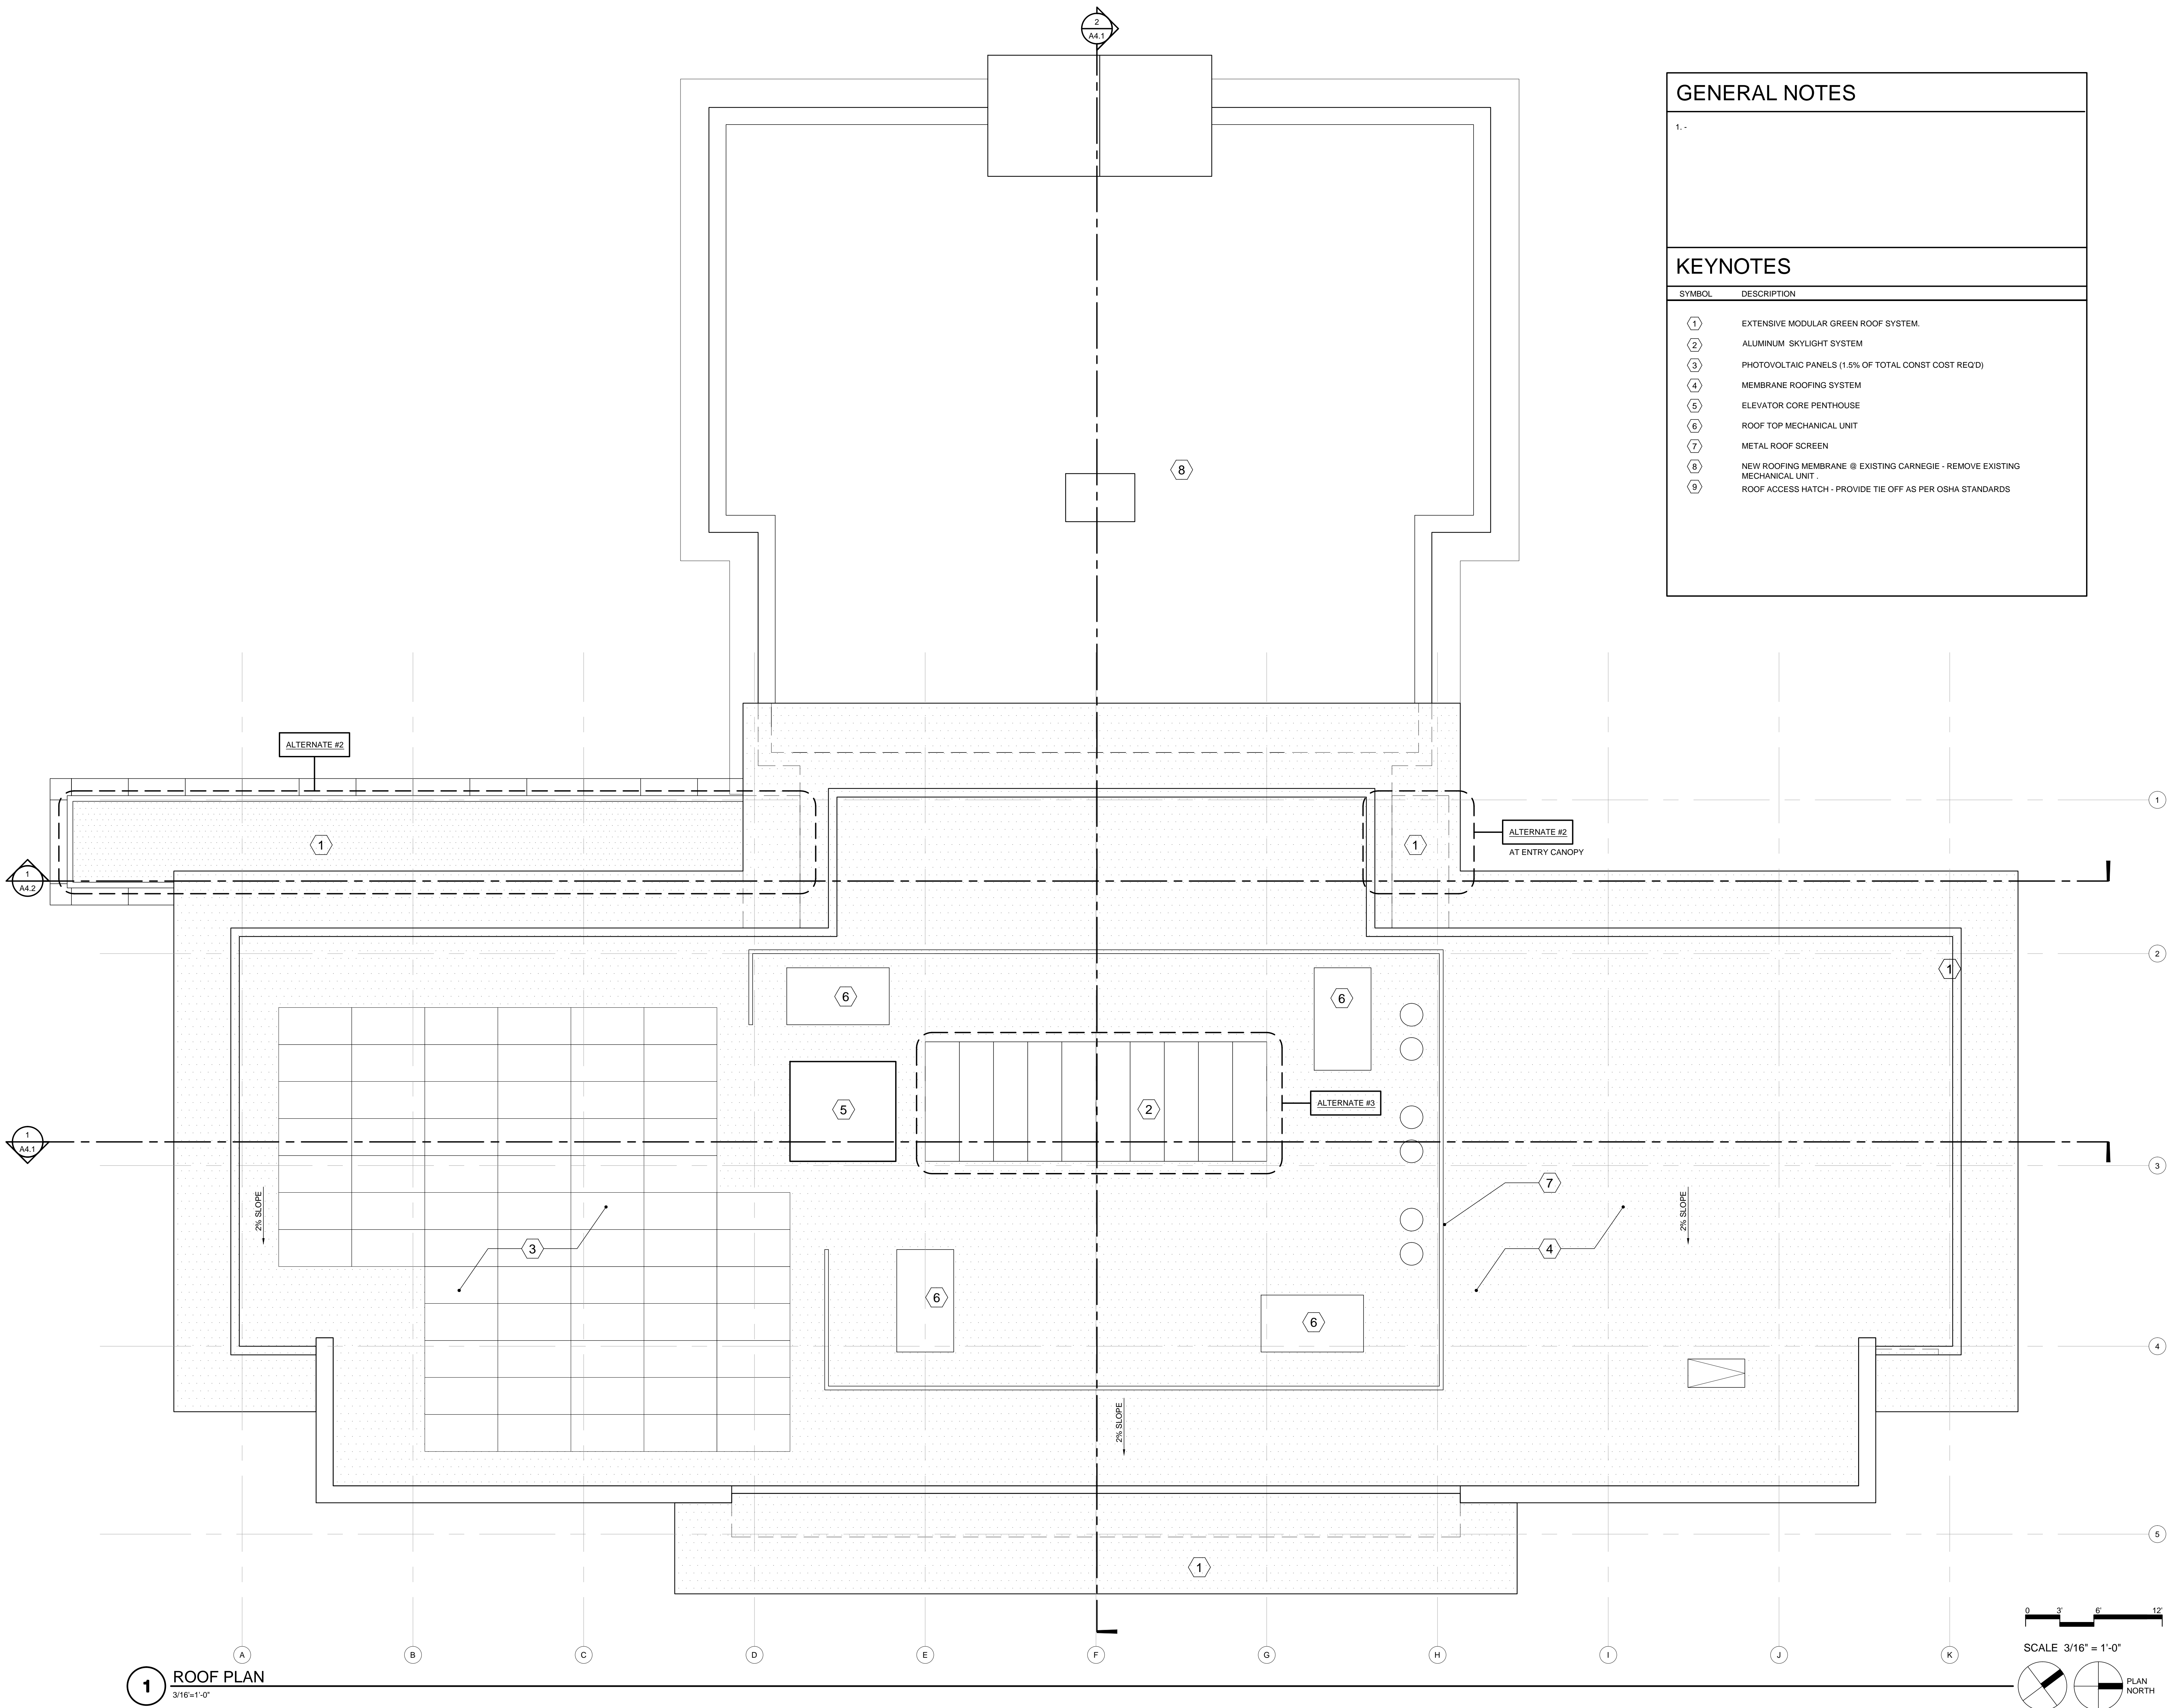 2
A4.1
GENERAL NOTES
1. -
KEYNOTES
SYMBOL DESCRIPTION
1 EXTENSIVE MODULAR GREEN ROOF SYSTEM.
2 ALUMINUM SKYLIGHT SYSTEM
3 PHOTOVOLTAIC PANELS (1.5% OF TOTAL CONST COST REQ'D)
4 MEMBRANE ROOFING SYSTEM
5 ELEVATOR CORE PENTHOUSE
6 ROOF TOP MECHANICAL UNIT
7 METAL ROOF SCREEN
8 NEW ROOFING MEMBRANE @ EXISTING CARNEGIE - REMOVE EXISTING
MECHANICAL UNIT .
9 ROOF ACCESS HATCH - PROVIDE TIE OFF AS PER OSHA STANDARDS
8
ALTERNATE #2
1
1
ALTERNATE #2
AT ENTRY CANOPY
1
1
A4.2
2
1
6
6
5
2
ALTERNATE #3
1
A4.1
3
7
2% SLOPE
2% SLOPE
3
4
6
6
4
2% SLOPE
5
1
0 3' 6' 12'
SCALE 3/16" = 1'-0"
A B C D E F G H I J K
1 ROOF PLAN
3/16'=1'-0"
PLAN
NORTH